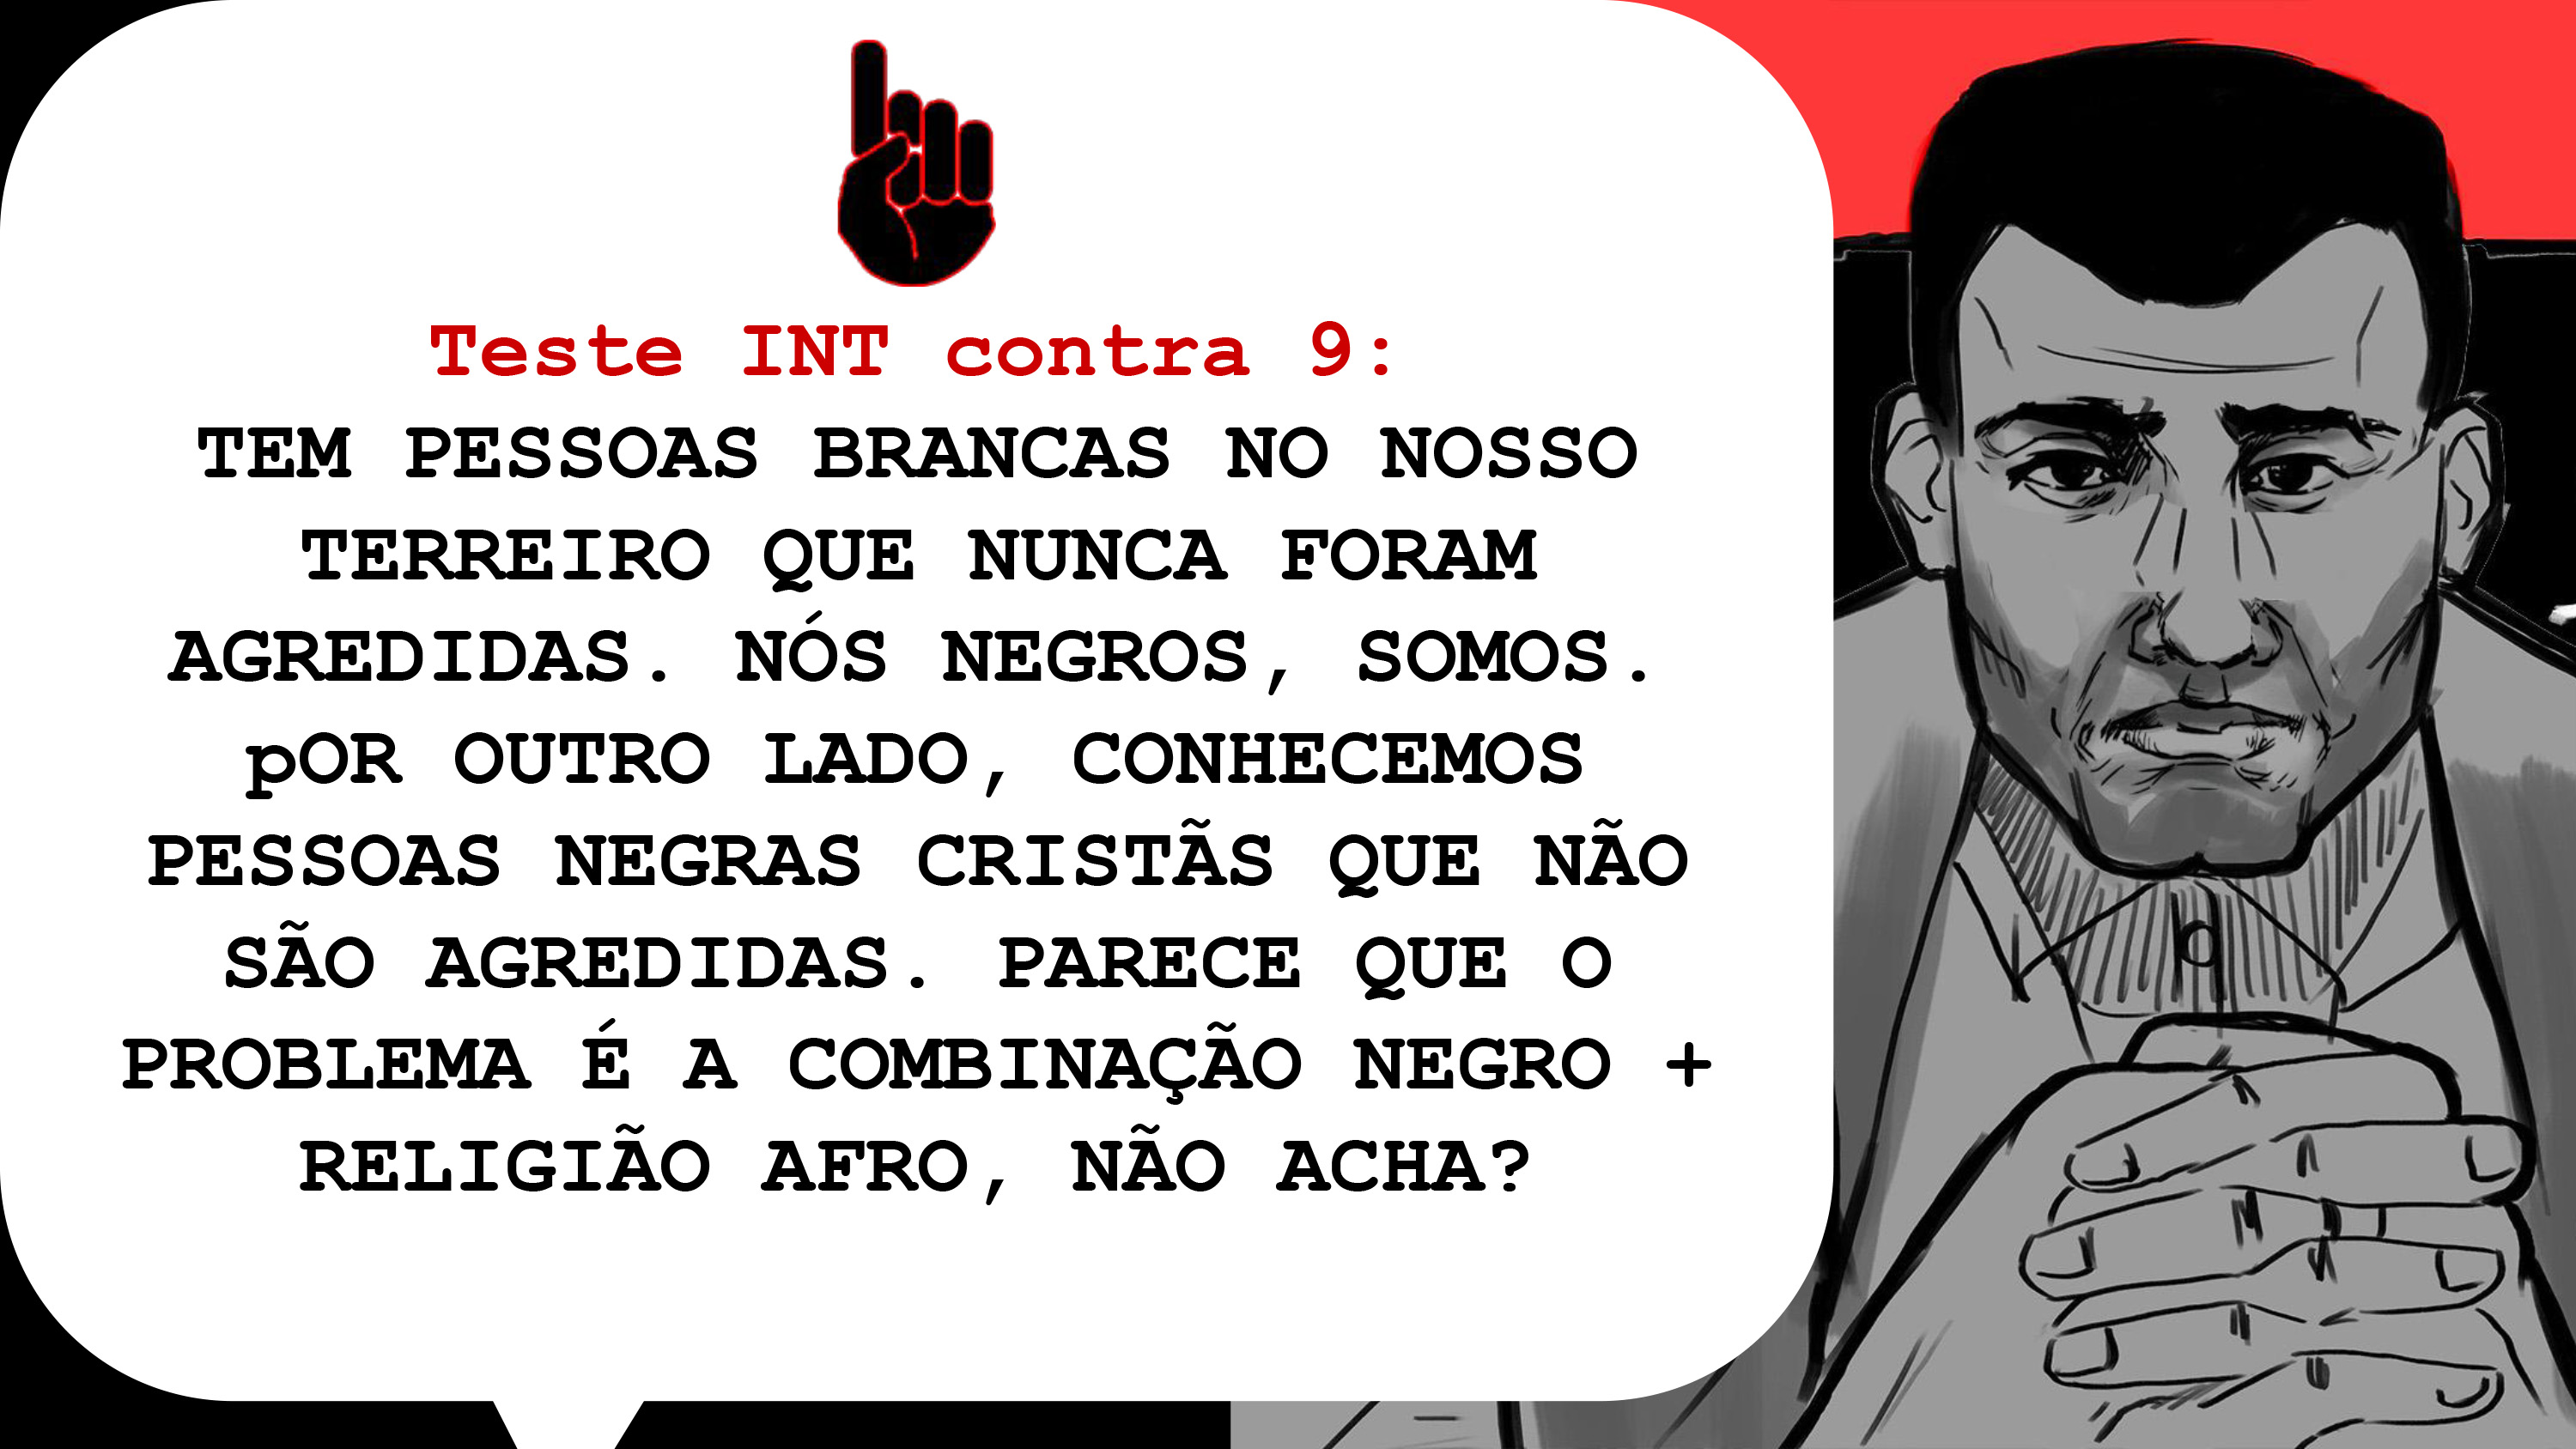 Teste INT contra 9:
TEM PESSOAS BRANCAS NO NOSSO
TERREIRO QUE NUNCA FORAM
AGREDIDAS. NÓS NEGROS, SOMOS.
pOR OUTRO LADO, CONHECEMOS
PESSOAS NEGRAS CRISTÃS QUE NÃO
SÃO AGREDIDAS. PARECE QUE O
PROBLEMA É A COMBINAÇÃO NEGRO +
RELIGIÃO AFRO, NÃO ACHA?